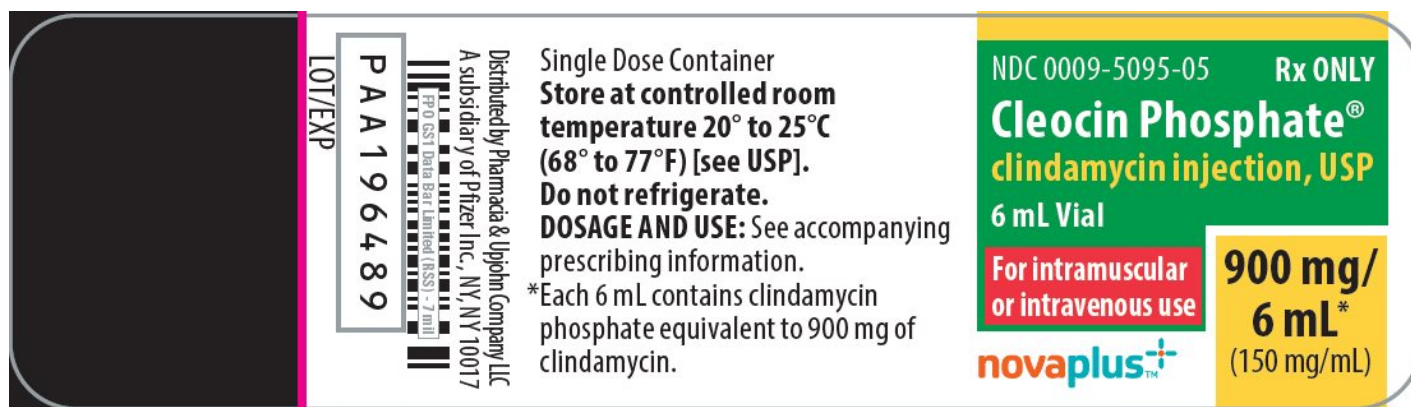 LOT/EXP
PAA196489
FPO GS1 Data Bar Limited (RSS) - 7 mil
Distributed by Pharmacia & Upjohn Company LLC
A subsidiary of Pfizer Inc., NY, NY 10017
Single Dose Container
Store at controlled room
temperature 20° to 25°C
(68° to 77°F) [see USP].
Do not refrigerate.
DOSAGE AND USE: See accompanying
prescribing information.
*Each 6 mL contains clindamycin
phosphate equivalent to 900 mg of
clindamycin.
NDC 0009-5095-05 Rx ONLY
Cleocin Phosphate®
clindamycin injection, USP
6 mL Vial
For intramuscular
or intravenous use
900 mg/
6 mL*
(150 mg/mL)
novaplus™